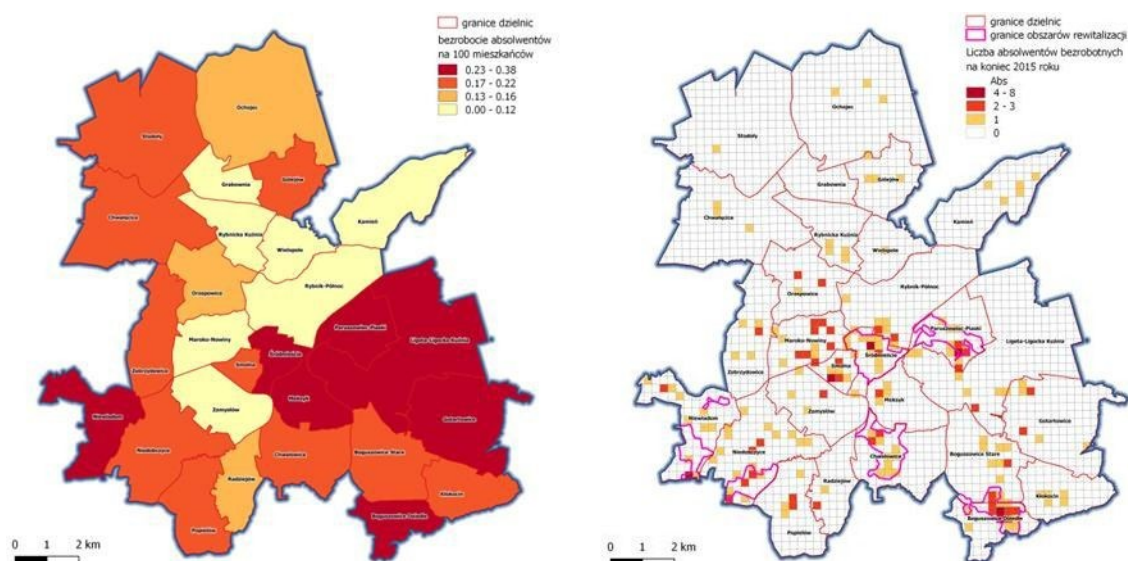 granice dzielnic
bezrobocie absolwentów
na 100 mieszkańców
0.23 - 0.38
0.17 - 0.22
0.13 - 0.16
0.00 - 0.12
Ochojec
Stodoły
Grabownia
Golejów
Chwałęcice
Kamień
Rybnicka Kuźnia
Wielopole
Orzepowice
Rybnik-Północ
Paruszowiec-Piaski
Maroko-Nowiny
Ligota-Ligocka Kuźnia
Śródmieście
Smolna
Zebrzydowice
Meksyk
Zamysłów
Niewiadom
Gotartowice
Niedobczyce
Chwałowice
Boguszowice Stare
Radziejów
Kłokocin
Popielów
Boguszowice Osiedle
0 1 2 km
granice dzielnic
granice obszarów rewitalizacji
Liczba absolwentów bezrobotnych
na koniec 2015 roku
Abs
4 - 8
2 - 3
1
0
Ochojec
Stodoły
Grabownia
Golejów
Chwałęcice
Kamień
Rybnicka Kuźnia
Wielopole
Orzepowice
Rybnik-Północ
Paruszowiec-Piaski
Maroko-Nowiny
Ligota-Ligocka Kuźnia
Śródmieście
Smolna
Zebrzydowice
Meksyk
Zamysłów
Niewiadom
Gotartowice
Niedobczyce
Chwałowice
Boguszowice Stare
Radziejów
Kłokocin
Popielów
Boguszowice Osiedle
0 1 2 km